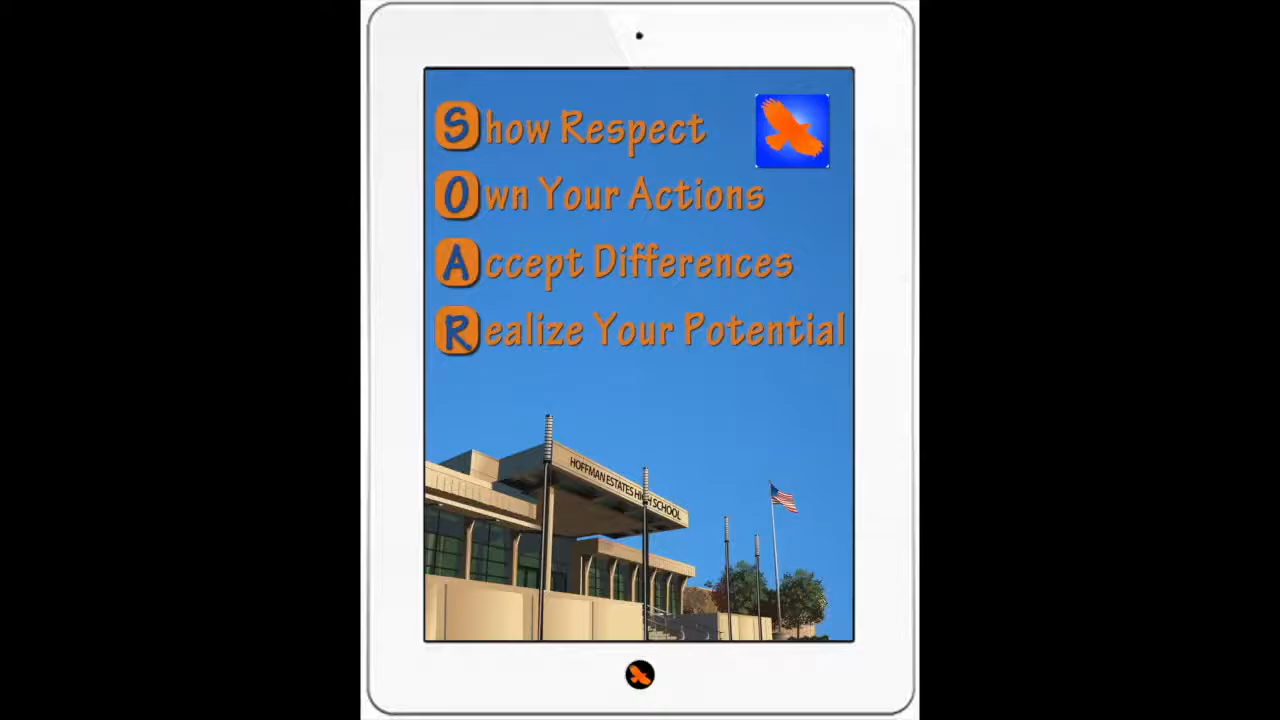 Show Respect
Own Your Actions
Accept Differences
Realize Your Potential
HOFFMAN ESTATES HIGH SCHOOL